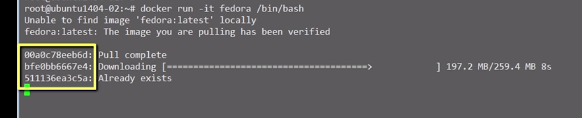 root@ubuntu1404-02:~# docker run -it fedora /bin/bash
Unable to find image 'fedora:latest' locally
fedora:latest: The image you are pulling has been verified
00a0c78eeb6d: Pull complete
bfe0bb6667e4: Downloading [====================================>            ] 197.2 MB/259.4 MB 8s
511136ea3c5a: Already exists